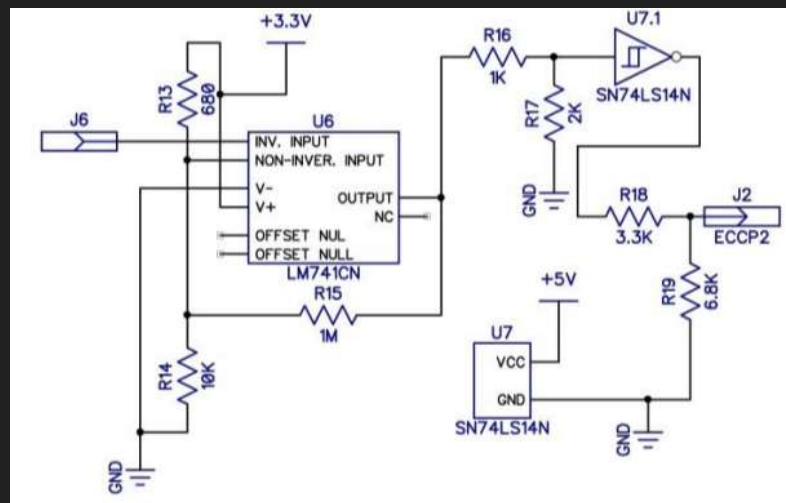 +3.3V
R13
680
J6
U6
INV. INPUT
NON-INVER. INPUT
V-
V+
OUTPUT
NC
OFFSET NUL
OFFSET NULL
LM741CN
R15
1M
R14
10K
GND
R16
1K
R17
2K
GND
U7.1
SN74LS14N
R18
3.3K
J2
ECCP2
R19
6.8K
+5V
U7
VCC
GND
SN74LS14N
GND